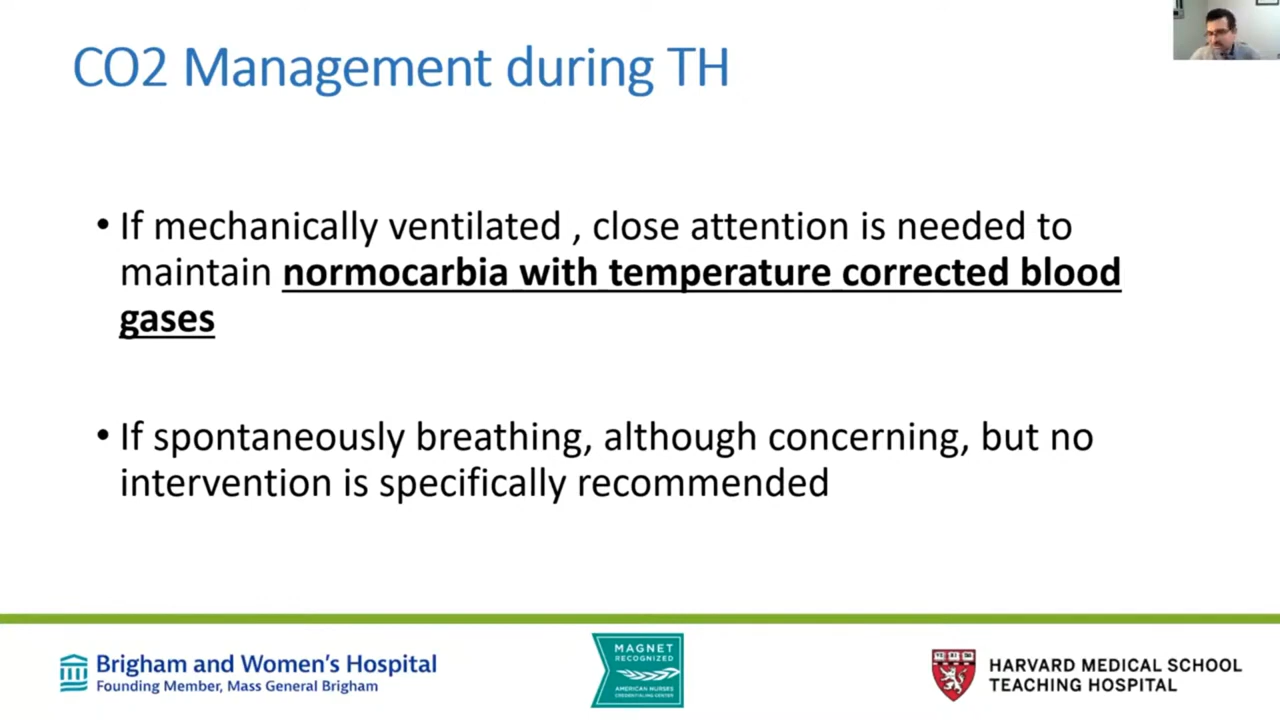 CO2 Management during TH
• If mechanically ventilated , close attention is needed to
maintain normocarbia with temperature corrected blood
gases
• If spontaneously breathing, although concerning, but no
intervention is specifically recommended
Brigham and Women's Hospital
Founding Member, Mass General Brigham
MAGNET
RECOGNIZED
AMERICAN NURSES
CREDENTIALING CENTER
HARVARD MEDICAL SCHOOL
TEACHING HOSPITAL